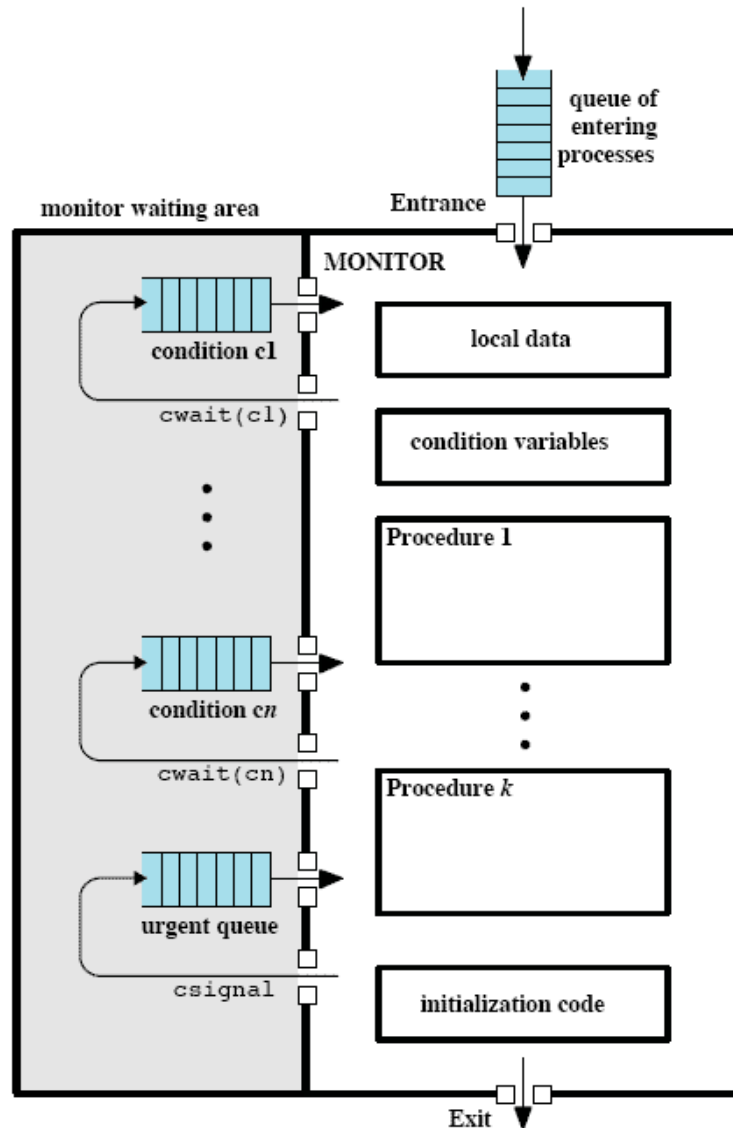 queue of
entering
processes
Entrance
monitor waiting area
MONITOR
condition c1
cwait(c1)
local data
condition variables
Procedure 1
condition cn
cwait(cn)
Procedure k
urgent queue
csignal
initialization code
Exit